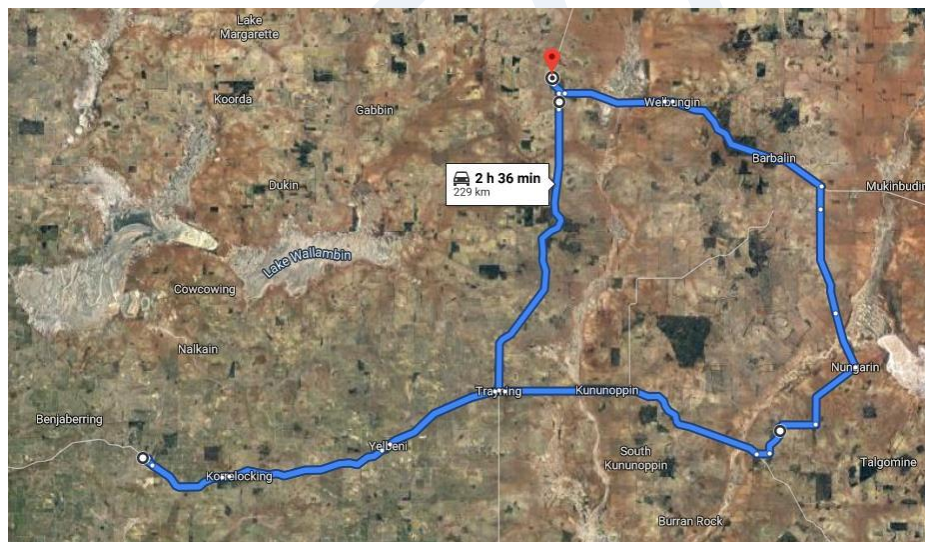 Lake
Margarette
Koorda
Gabbin
Welbungin
Barbalin
2 h 36 min
229 km
Dukin
Mukinbudin
Lake Wallambin
Cowcowing
Nalkain
Nungarin
Trayning
Kununoppin
Benjaberring
Yelbeni
South
Kununoppin
Korrelocking
Talgomine
Burran Rock